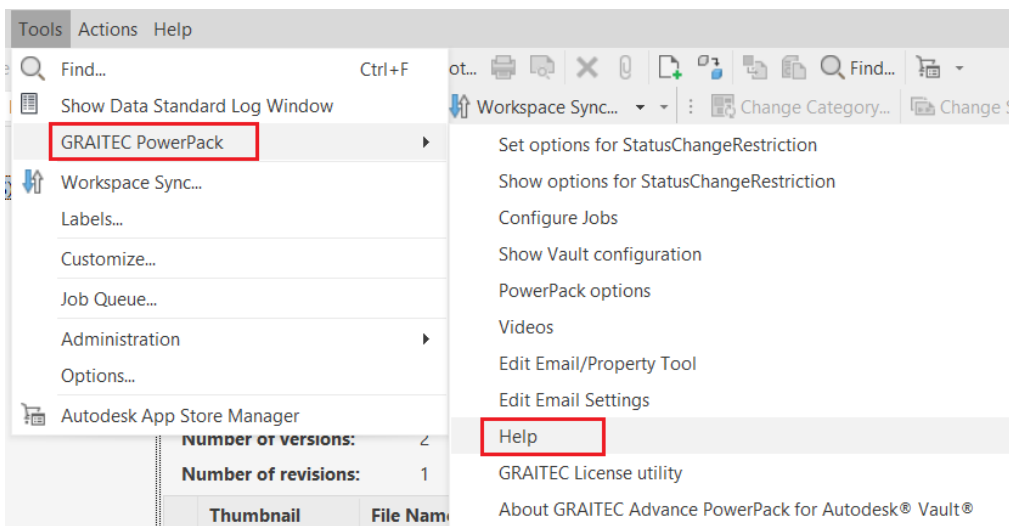 Tools Actions Help
Find... Ctrl+F
ot... Find...
Show Data Standard Log Window
Workspace Sync... Change Category... Change
GRAITEC PowerPack
Workspace Sync...
Labels...
Customize...
Job Queue...
Administration
Options...
Autodesk App Store Manager
Set options for StatusChangeRestriction
Show options for StatusChangeRestriction
Configure Jobs
Show Vault configuration
PowerPack options
Videos
Edit Email/Property Tool
Edit Email Settings
Help
GRAITEC License utility
About GRAITEC Advance PowerPack for Autodesk® Vault®
Number of versions: 2
Number of revisions: 1
Thumbnail File Nam